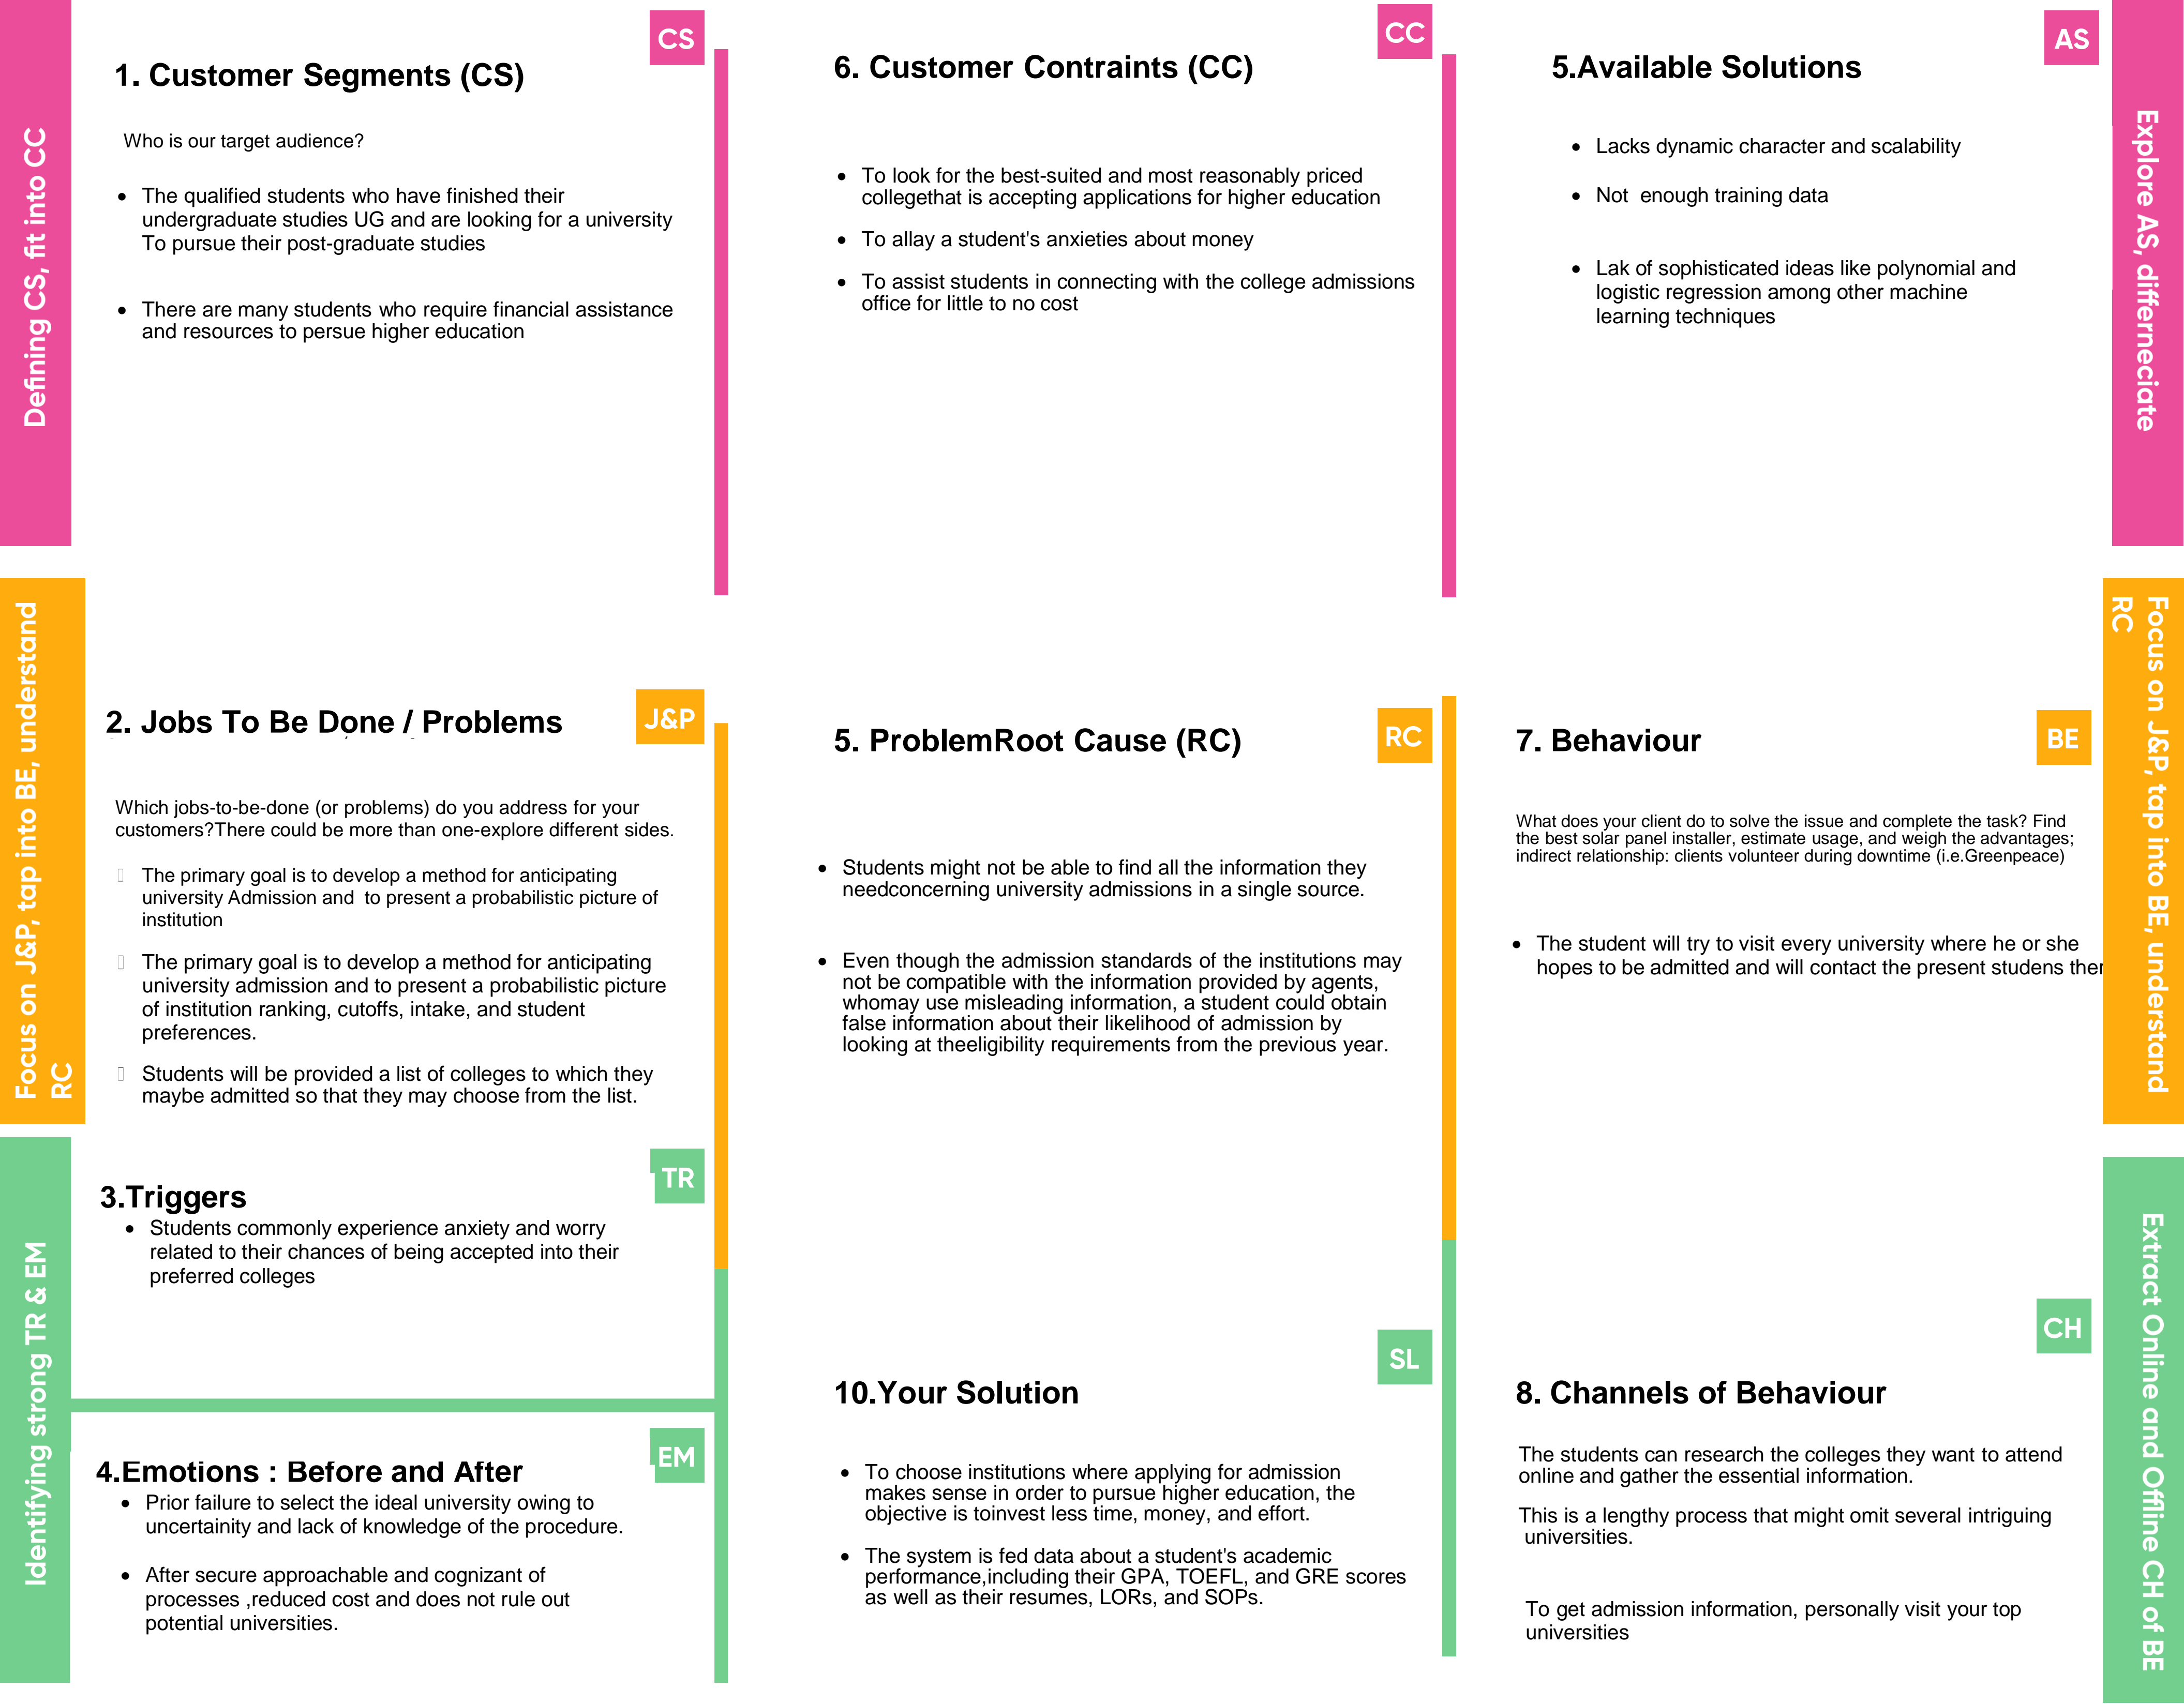 Defining CS, fit into CC
CS
1. Customer Segments (CS)
Who is our target audience?
• The qualified students who have finished their
undergraduate studies UG and are looking for a university
To pursue their post-graduate studies
• There are many students who require financial assistance
and resources to persue higher education
CC
6. Customer Contraints (CC)
• To look for the best-suited and most reasonably priced
collegethat is accepting applications for higher education
• To allay a student's anxieties about money
• To assist students in connecting with the college admissions
office for little to no cost
AS
5.Available Solutions
• Lacks dynamic character and scalability
• Not  enough training data
• Lak of sophisticated ideas like polynomial and
logistic regression among other machine
learning techniques
Explore AS, differneciate
Focus on J&P, tap into BE, understand
RC
J&P
2. Jobs To Be Done / Problems
Which jobs-to-be-done (or problems) do you address for your
customers?There could be more than one-explore different sides.
The primary goal is to develop a method for anticipating
university Admission and  to present a probabilistic picture of
institution
The primary goal is to develop a method for anticipating
university admission and to present a probabilistic picture
of institution ranking, cutoffs, intake, and student
preferences.
Students will be provided a list of colleges to which they
maybe admitted so that they may choose from the list.
RC
5. ProblemRoot Cause (RC)
• Students might not be able to find all the information they
needconcerning university admissions in a single source.
• Even though the admission standards of the institutions may
not be compatible with the information provided by agents,
whomay use misleading information, a student could obtain
false information about their likelihood of admission by
looking at theeligibility requirements from the previous year.
BE
7. Behaviour
What does your client do to solve the issue and complete the task? Find
the best solar panel installer, estimate usage, and weigh the advantages;
indirect relationship: clients volunteer during downtime (i.e.Greenpeace)
• The student will try to visit every university where he or she
hopes to be admitted and will contact the present studens
Focus on J&P, tap into BE, understand
RC
Identifying strong TR & EM
TR
3.Triggers
• Students commonly experience anxiety and worry
related to their chances of being accepted into their
preferred colleges
EM
4.Emotions : Before and After
• Prior failure to select the ideal university owing to
uncertainity and lack of knowledge of the procedure.
• After secure approachable and cognizant of
processes ,reduced cost and does not rule out
potential universities.
SL
10.Your Solution
• To choose institutions where applying for admission
makes sense in order to pursue higher education, the
objective is toinvest less time, money, and effort.
• The system is fed data about a student's academic
performance,including their GPA, TOEFL, and GRE scores
as well as their resumes, LORs, and SOPs.
CH
8. Channels of Behaviour
The students can research the colleges they want to attend
online and gather the essential information.
This is a lengthy process that might omit several intriguing
universities.
To get admission information, personally visit your top
universities
Extract Online and Offline CH of BE